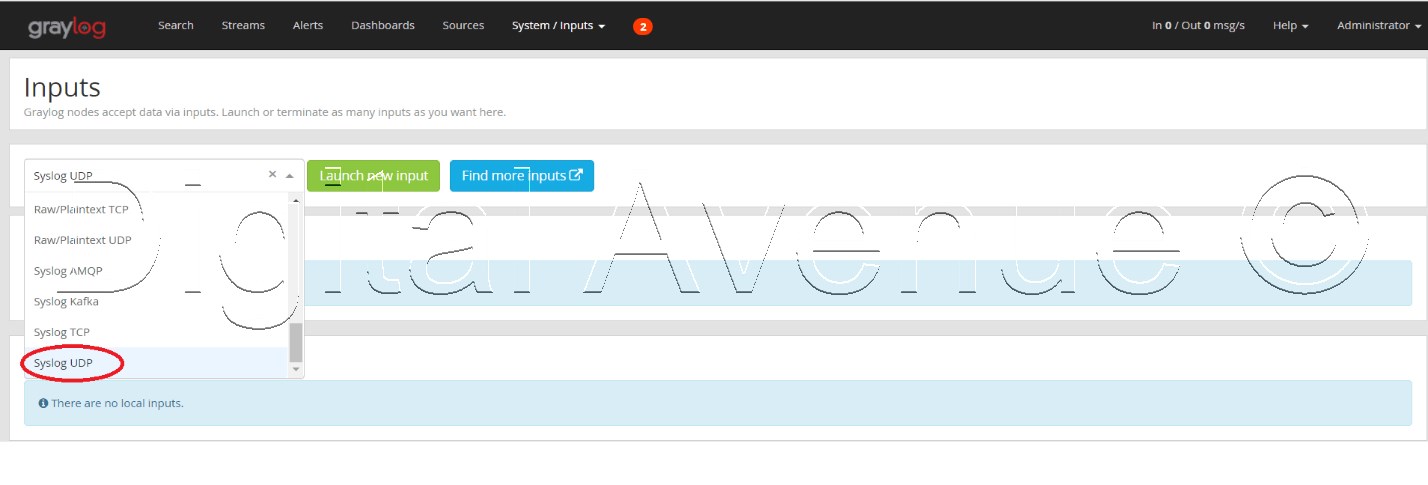 graylog Search Streams Alerts Dashboards Sources System / Inputs 2 In 0 / Out 0 msg/s Help Administrator
Inputs
Graylog nodes accept data via inputs. Launch or terminate as many inputs as you want here.
Syslog UDP × Launch new input Find more inputs
Raw/Plaintext TCP
Raw/Plaintext UDP
Syslog AMQP
Syslog Kafka
Syslog TCP
Syslog UDP
There are no local inputs.
Digital Avenue ©